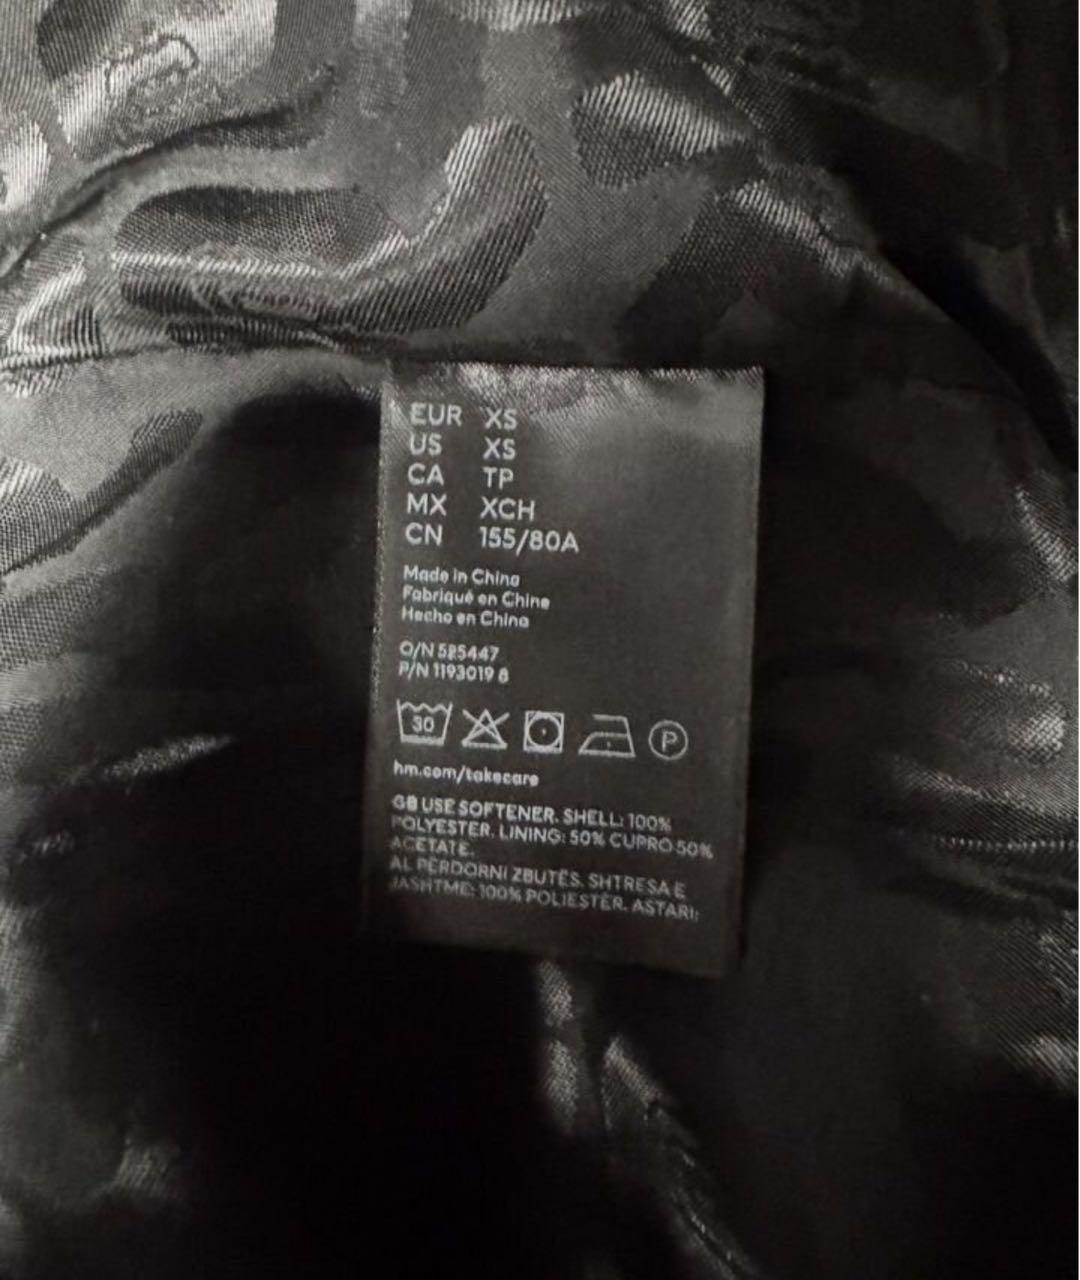 EUR XS
US XS
CA TP
MX XCH
CN 155/80A
Made in China
Fabriqué en Chine
Hecho en China
O/N 525447
P/N 1193019 8
30
P
hm.com/takecare
GB USE SOFTENER. SHELL: 100%
POLYESTER. LINING: 50% CUPRO 50%
ACETATE.
AL PËRDORNI ZBUTËS. SHTRESA E
JASHTME: 100% POLIESTËR. ASTARI: